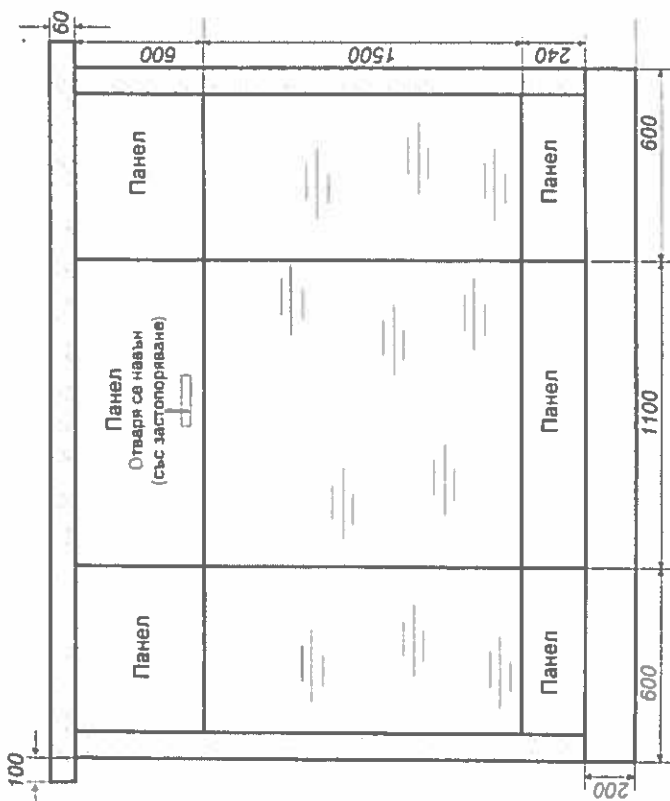 60
600
1500
240
Панел
Панел
600
Панел
Отваря се навън
(със застопоряване)
Панел
1100
Панел
Панел
600
100
200